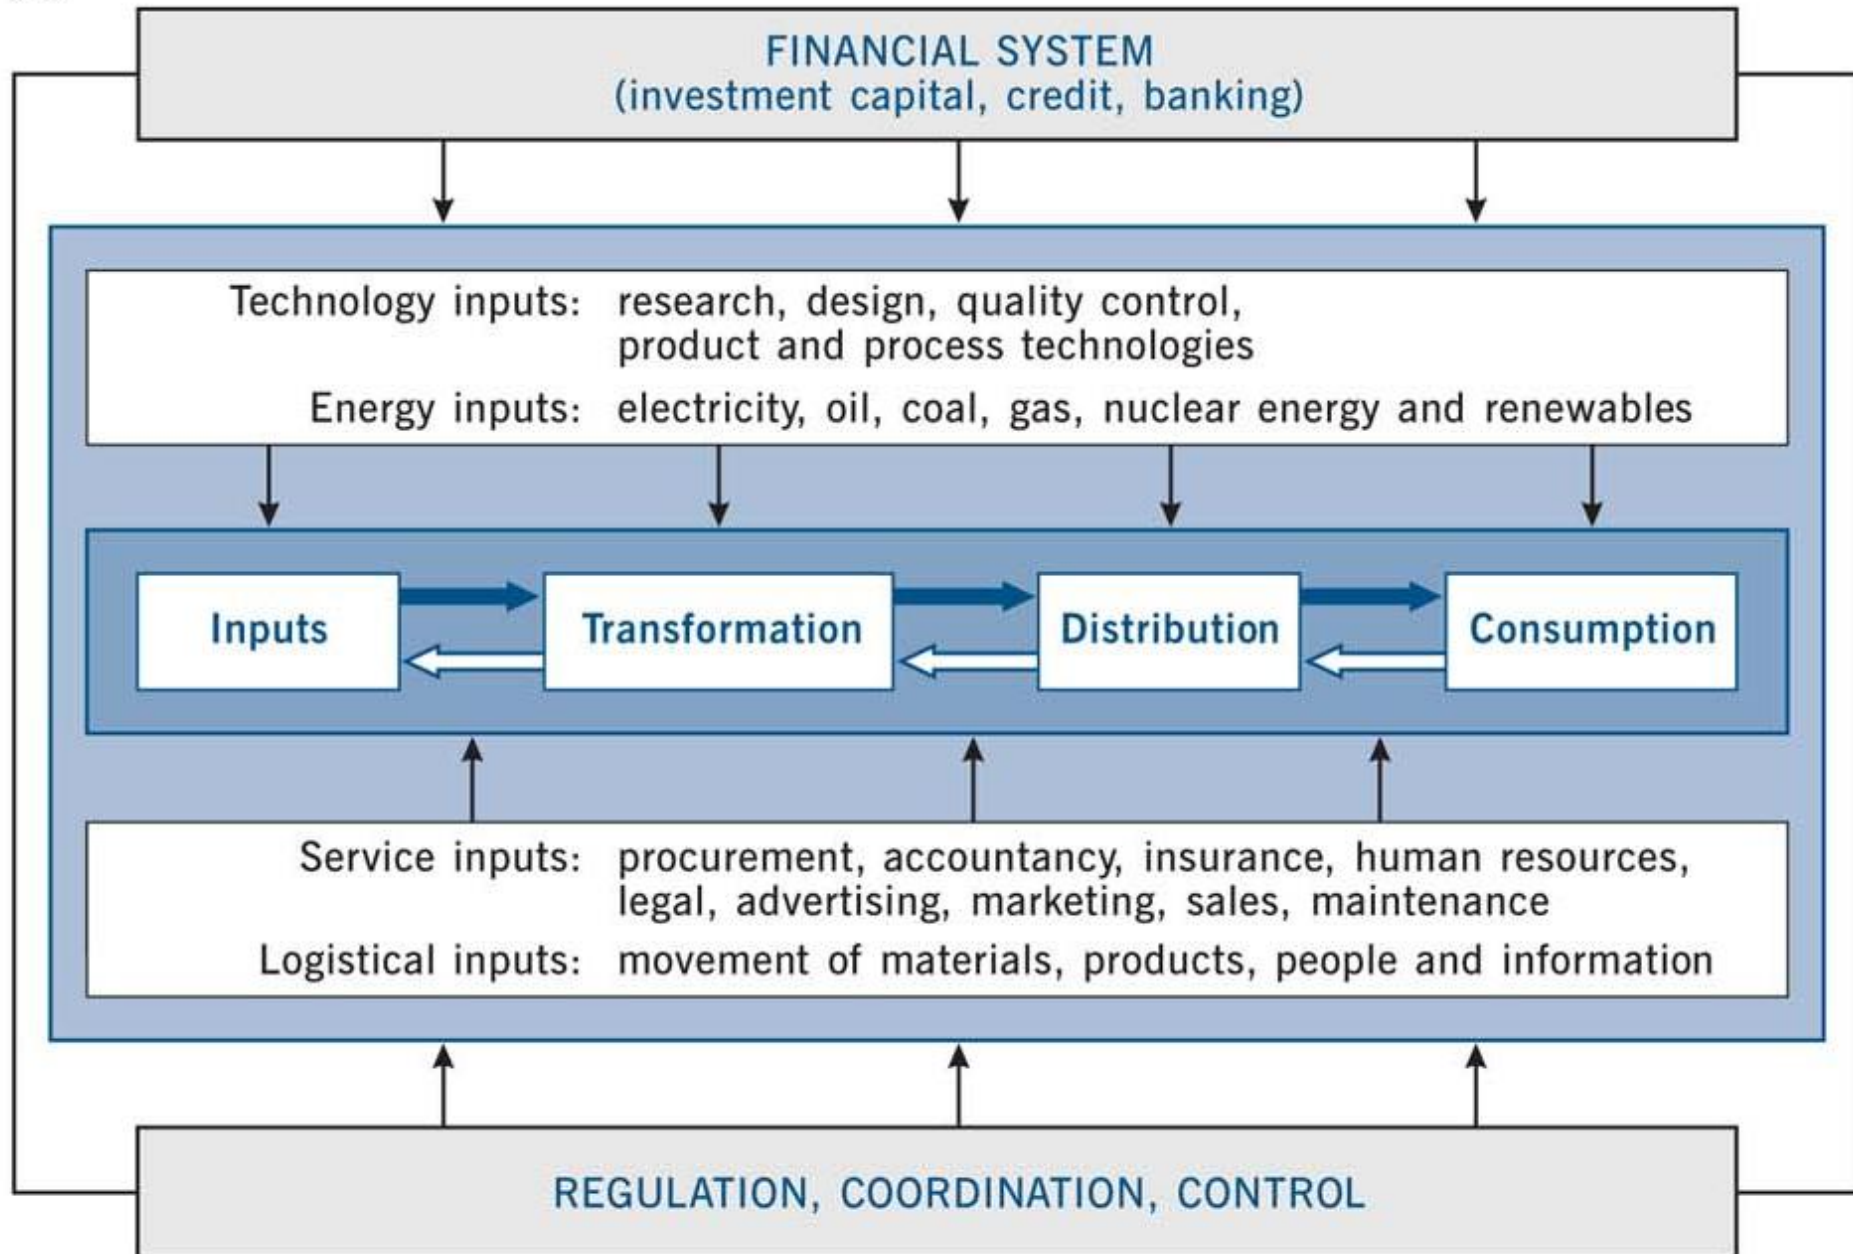 FINANCIAL SYSTEM
(investment capital, credit, banking)
Technology inputs: research, design, quality control,
product and process technologies
Energy inputs: electricity, oil, coal, gas, nuclear energy and renewables
Inputs Transformation Distribution Consumption
Service inputs: procurement, accountancy, insurance, human resources,
legal, advertising, marketing, sales, maintenance
Logistical inputs: movement of materials, products, people and information
REGULATION, COORDINATION, CONTROL